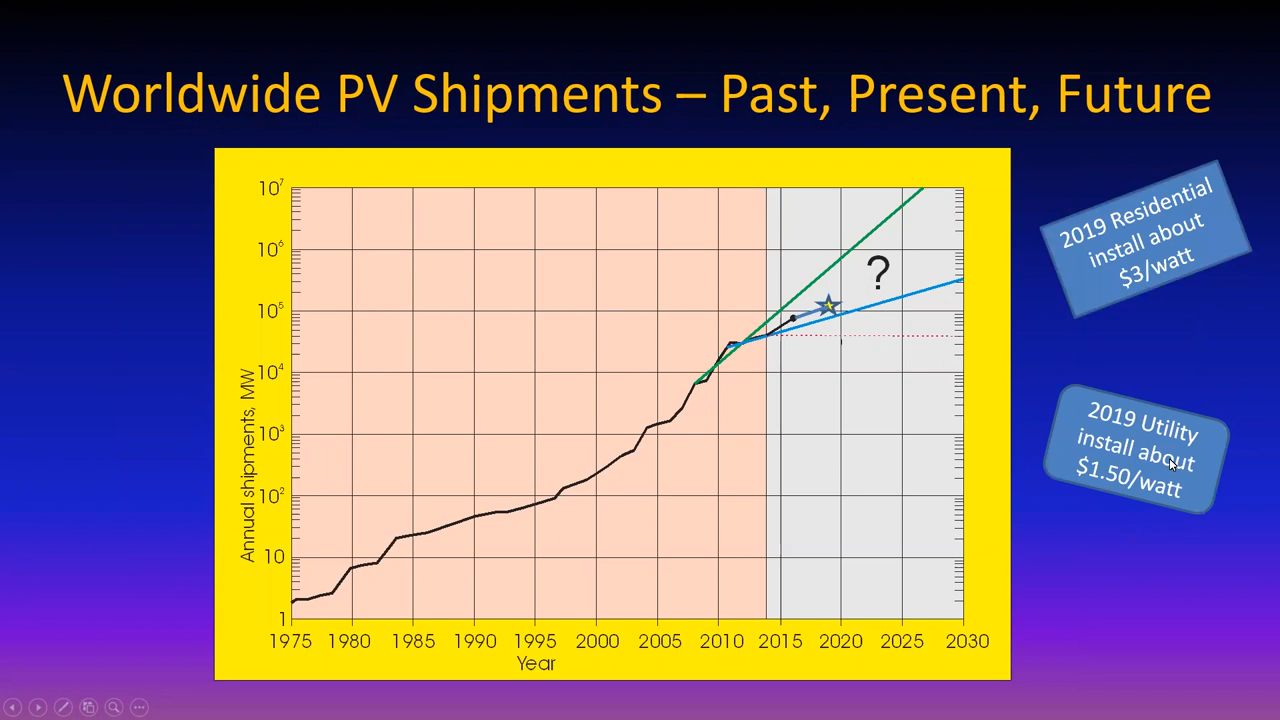 Worldwide PV Shipments – Past, Present, Future
10⁷
10⁶
10⁵
10⁴
10³
10²
10
1
Annual shipments, MW
1975 1980 1985 1990 1995 2000 2005 2010 2015 2020 2025 2030
Year
?
2019 Residential
install about
$3/watt
2019 Utility
install about
$1.50/watt